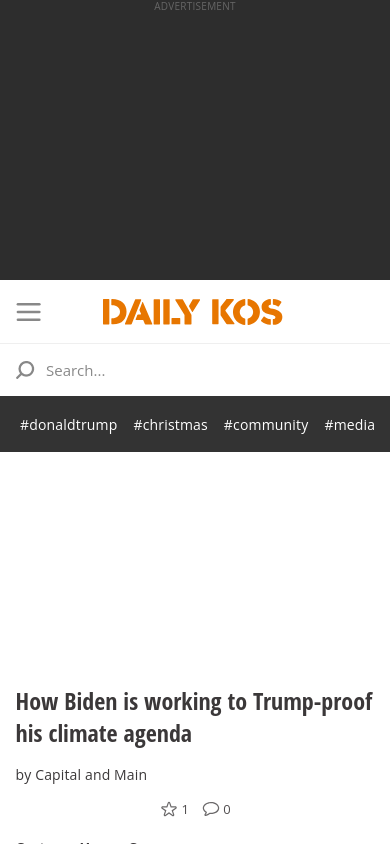 ADVERTISEMENT
DAILY KOS
Search...
#donaldtrump #christmas #community #media
How Biden is working to Trump-proof
his climate agenda
by Capital and Main
1 0